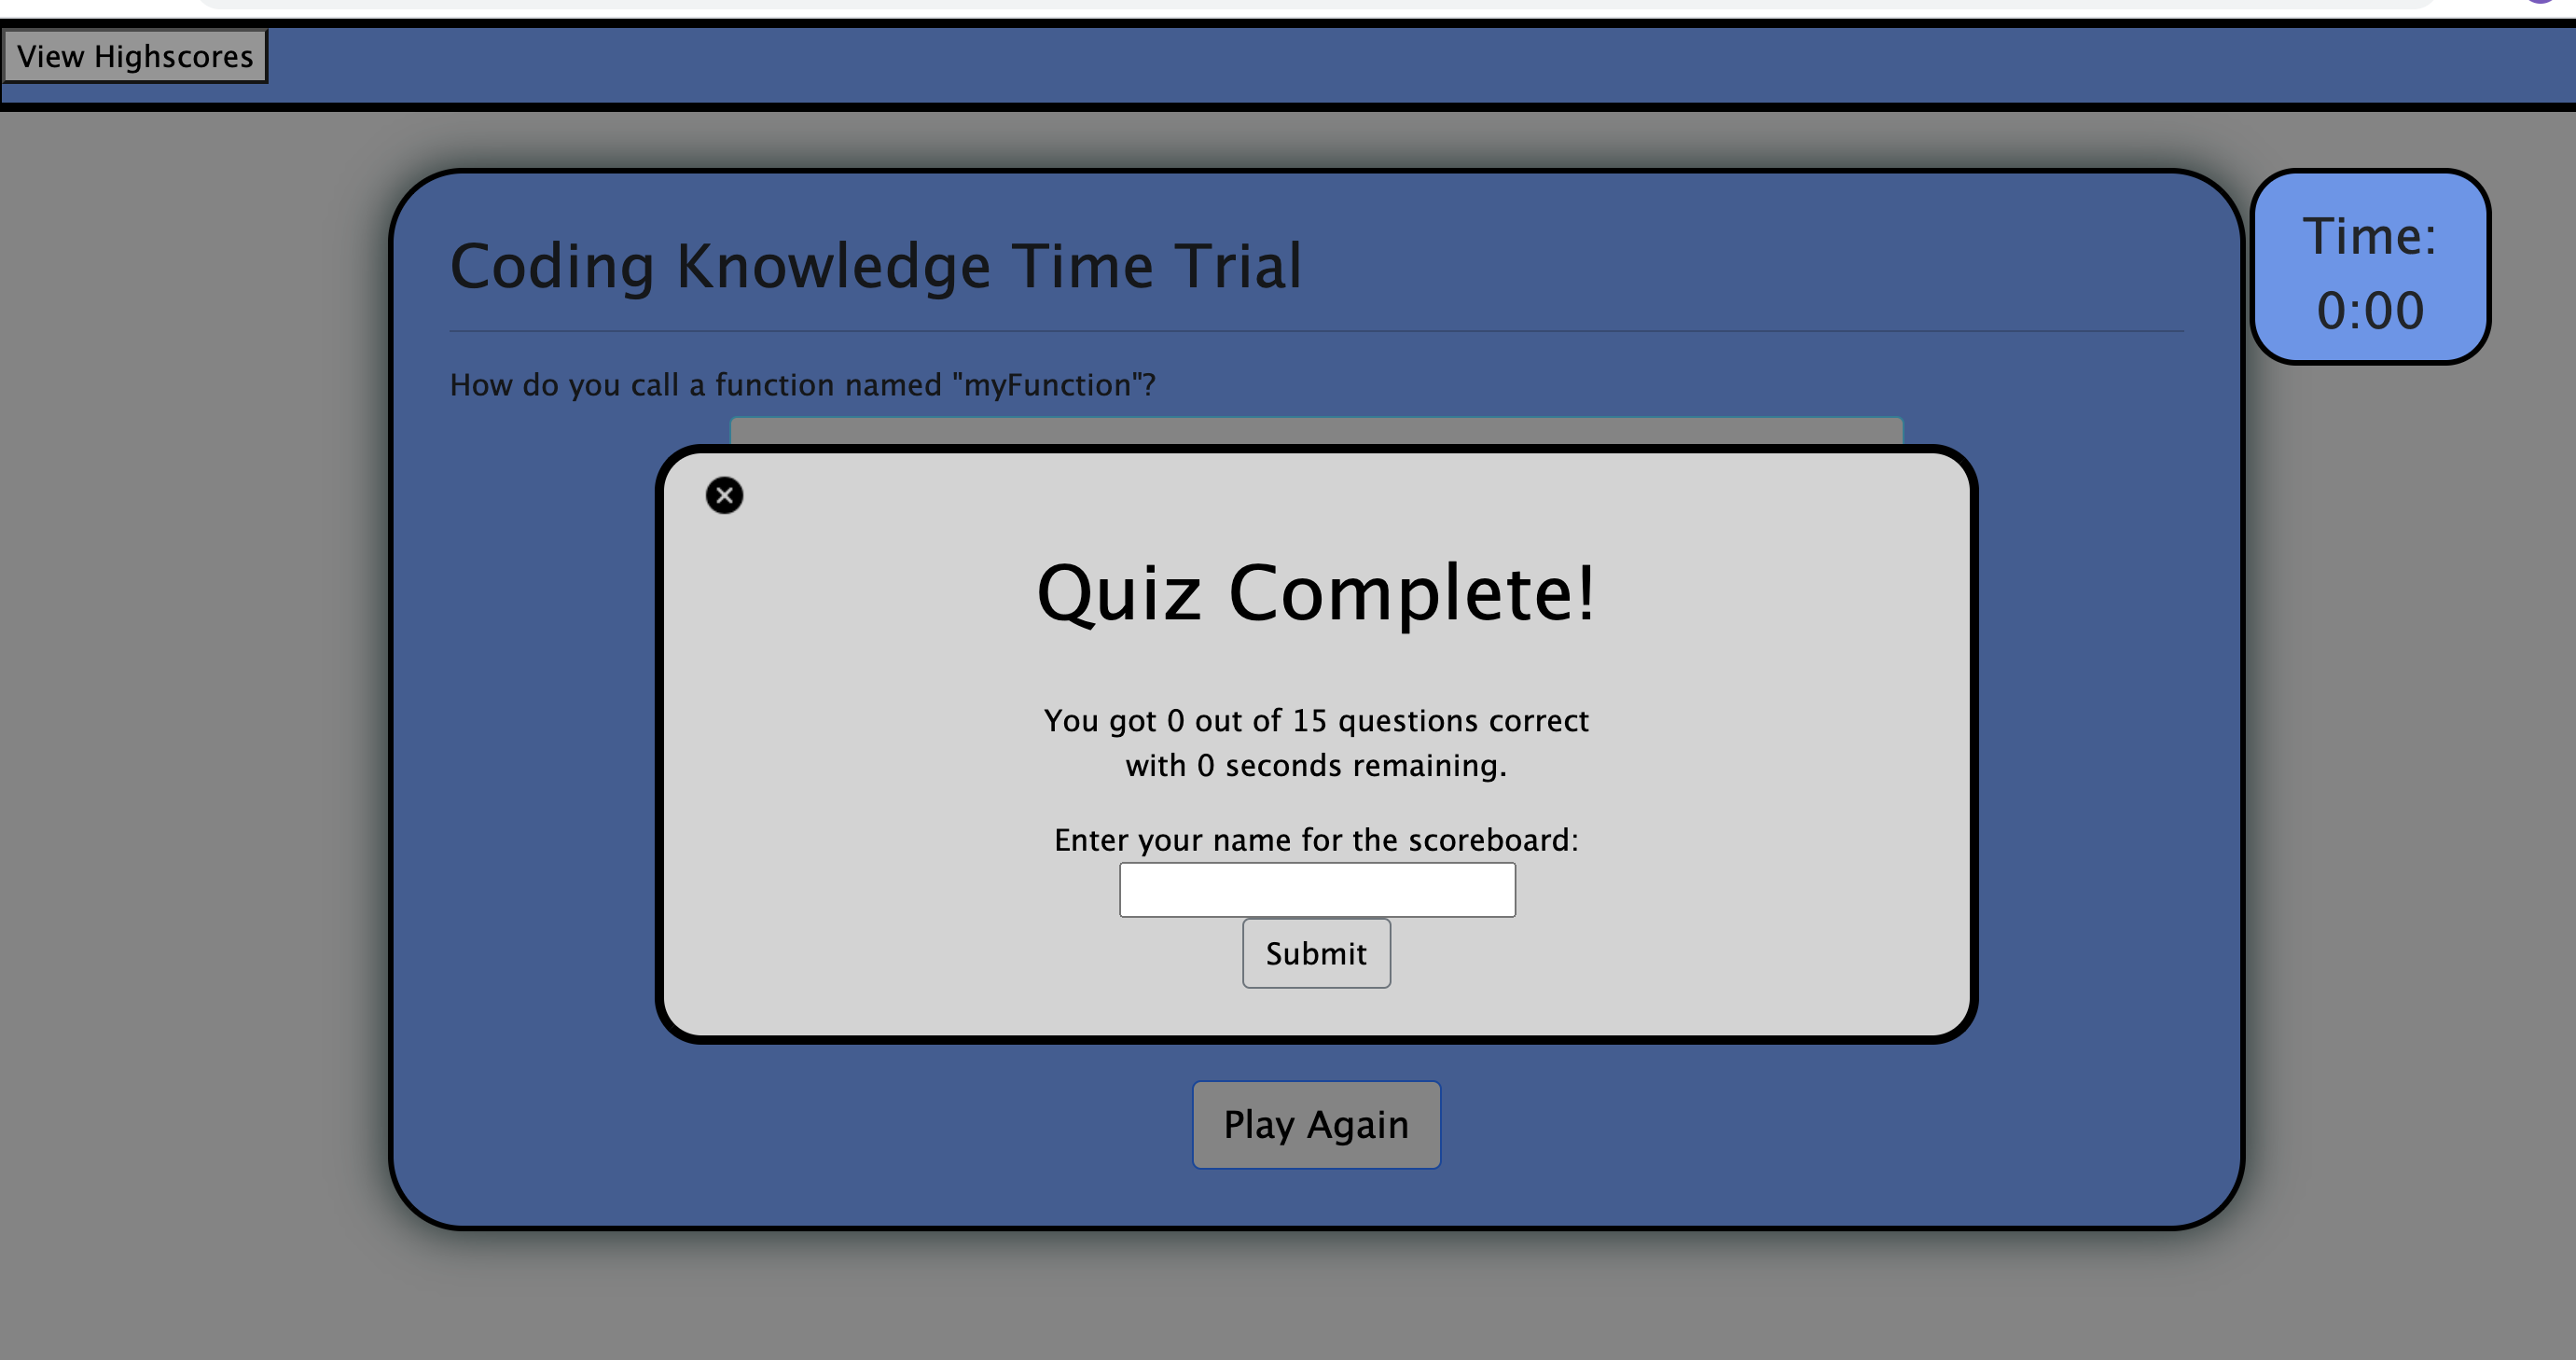 View Highscores
Coding Knowledge Time Trial
Time:
0:00
How do you call a function named "myFunction"?
Quiz Complete!
You got 0 out of 15 questions correct
with 0 seconds remaining.
Enter your name for the scoreboard:
Submit
Play Again